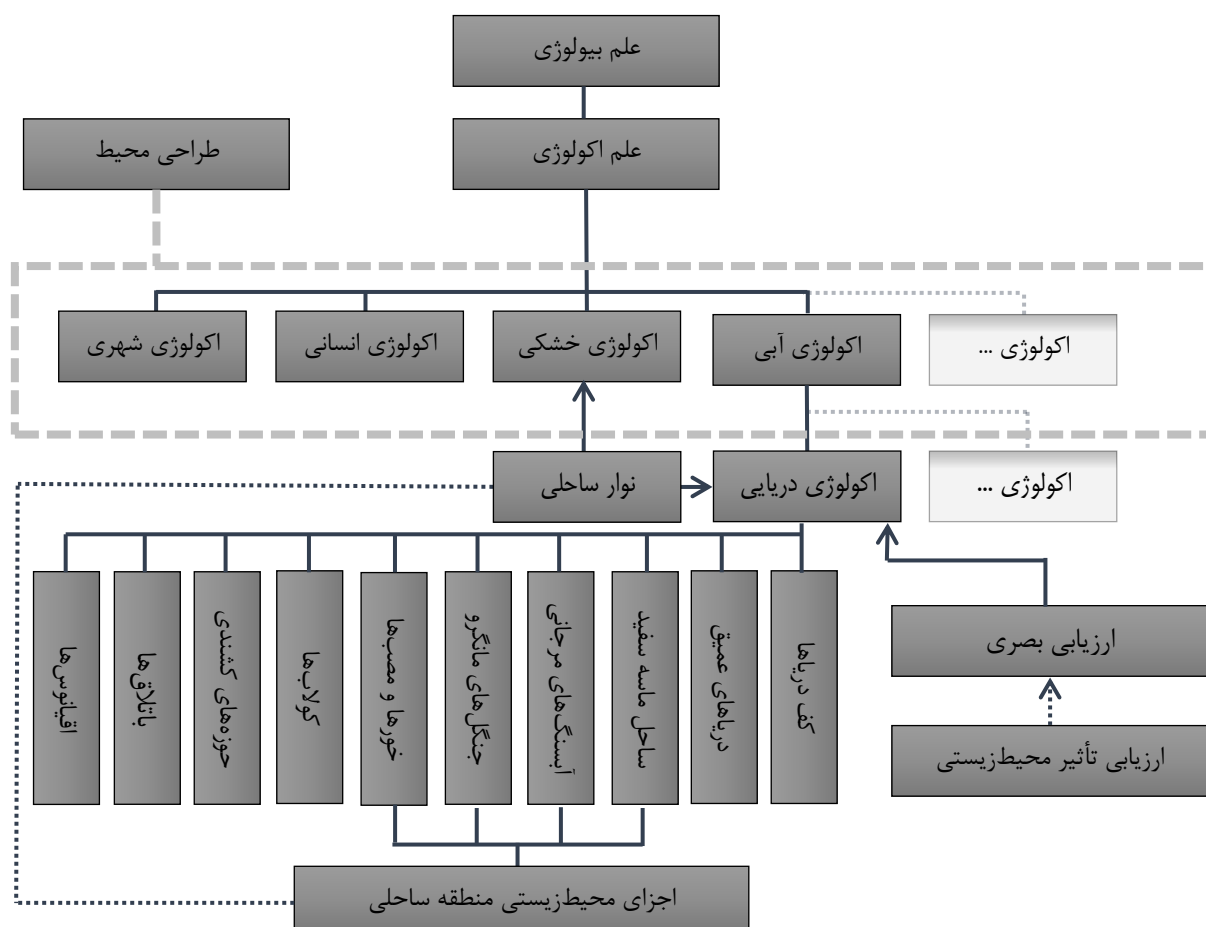 علم بیولوژی
علم اکولوژی
طراحی محیط
اکولوژی ...
اکولوژی آبی
اکولوژی خشکی
اکولوژی انسانی
اکولوژی شهری
اکولوژی ...
اکولوژی دریایی
نوار ساحلی
کف دریاها
دریاهای عمیق
ساحل ماسه سفید
آبسنگ‌های مرجانی
جنگل‌های مانگرو
خورها و مصب‌ها
کولاب‌ها
حوزه‌های کشندی
باتلاق‌ها
اقیانوس‌ها
ارزیابی بصری
ارزیابی تأثیر محیط‌زیستی
اجزای محیط‌زیستی منطقه ساحلی